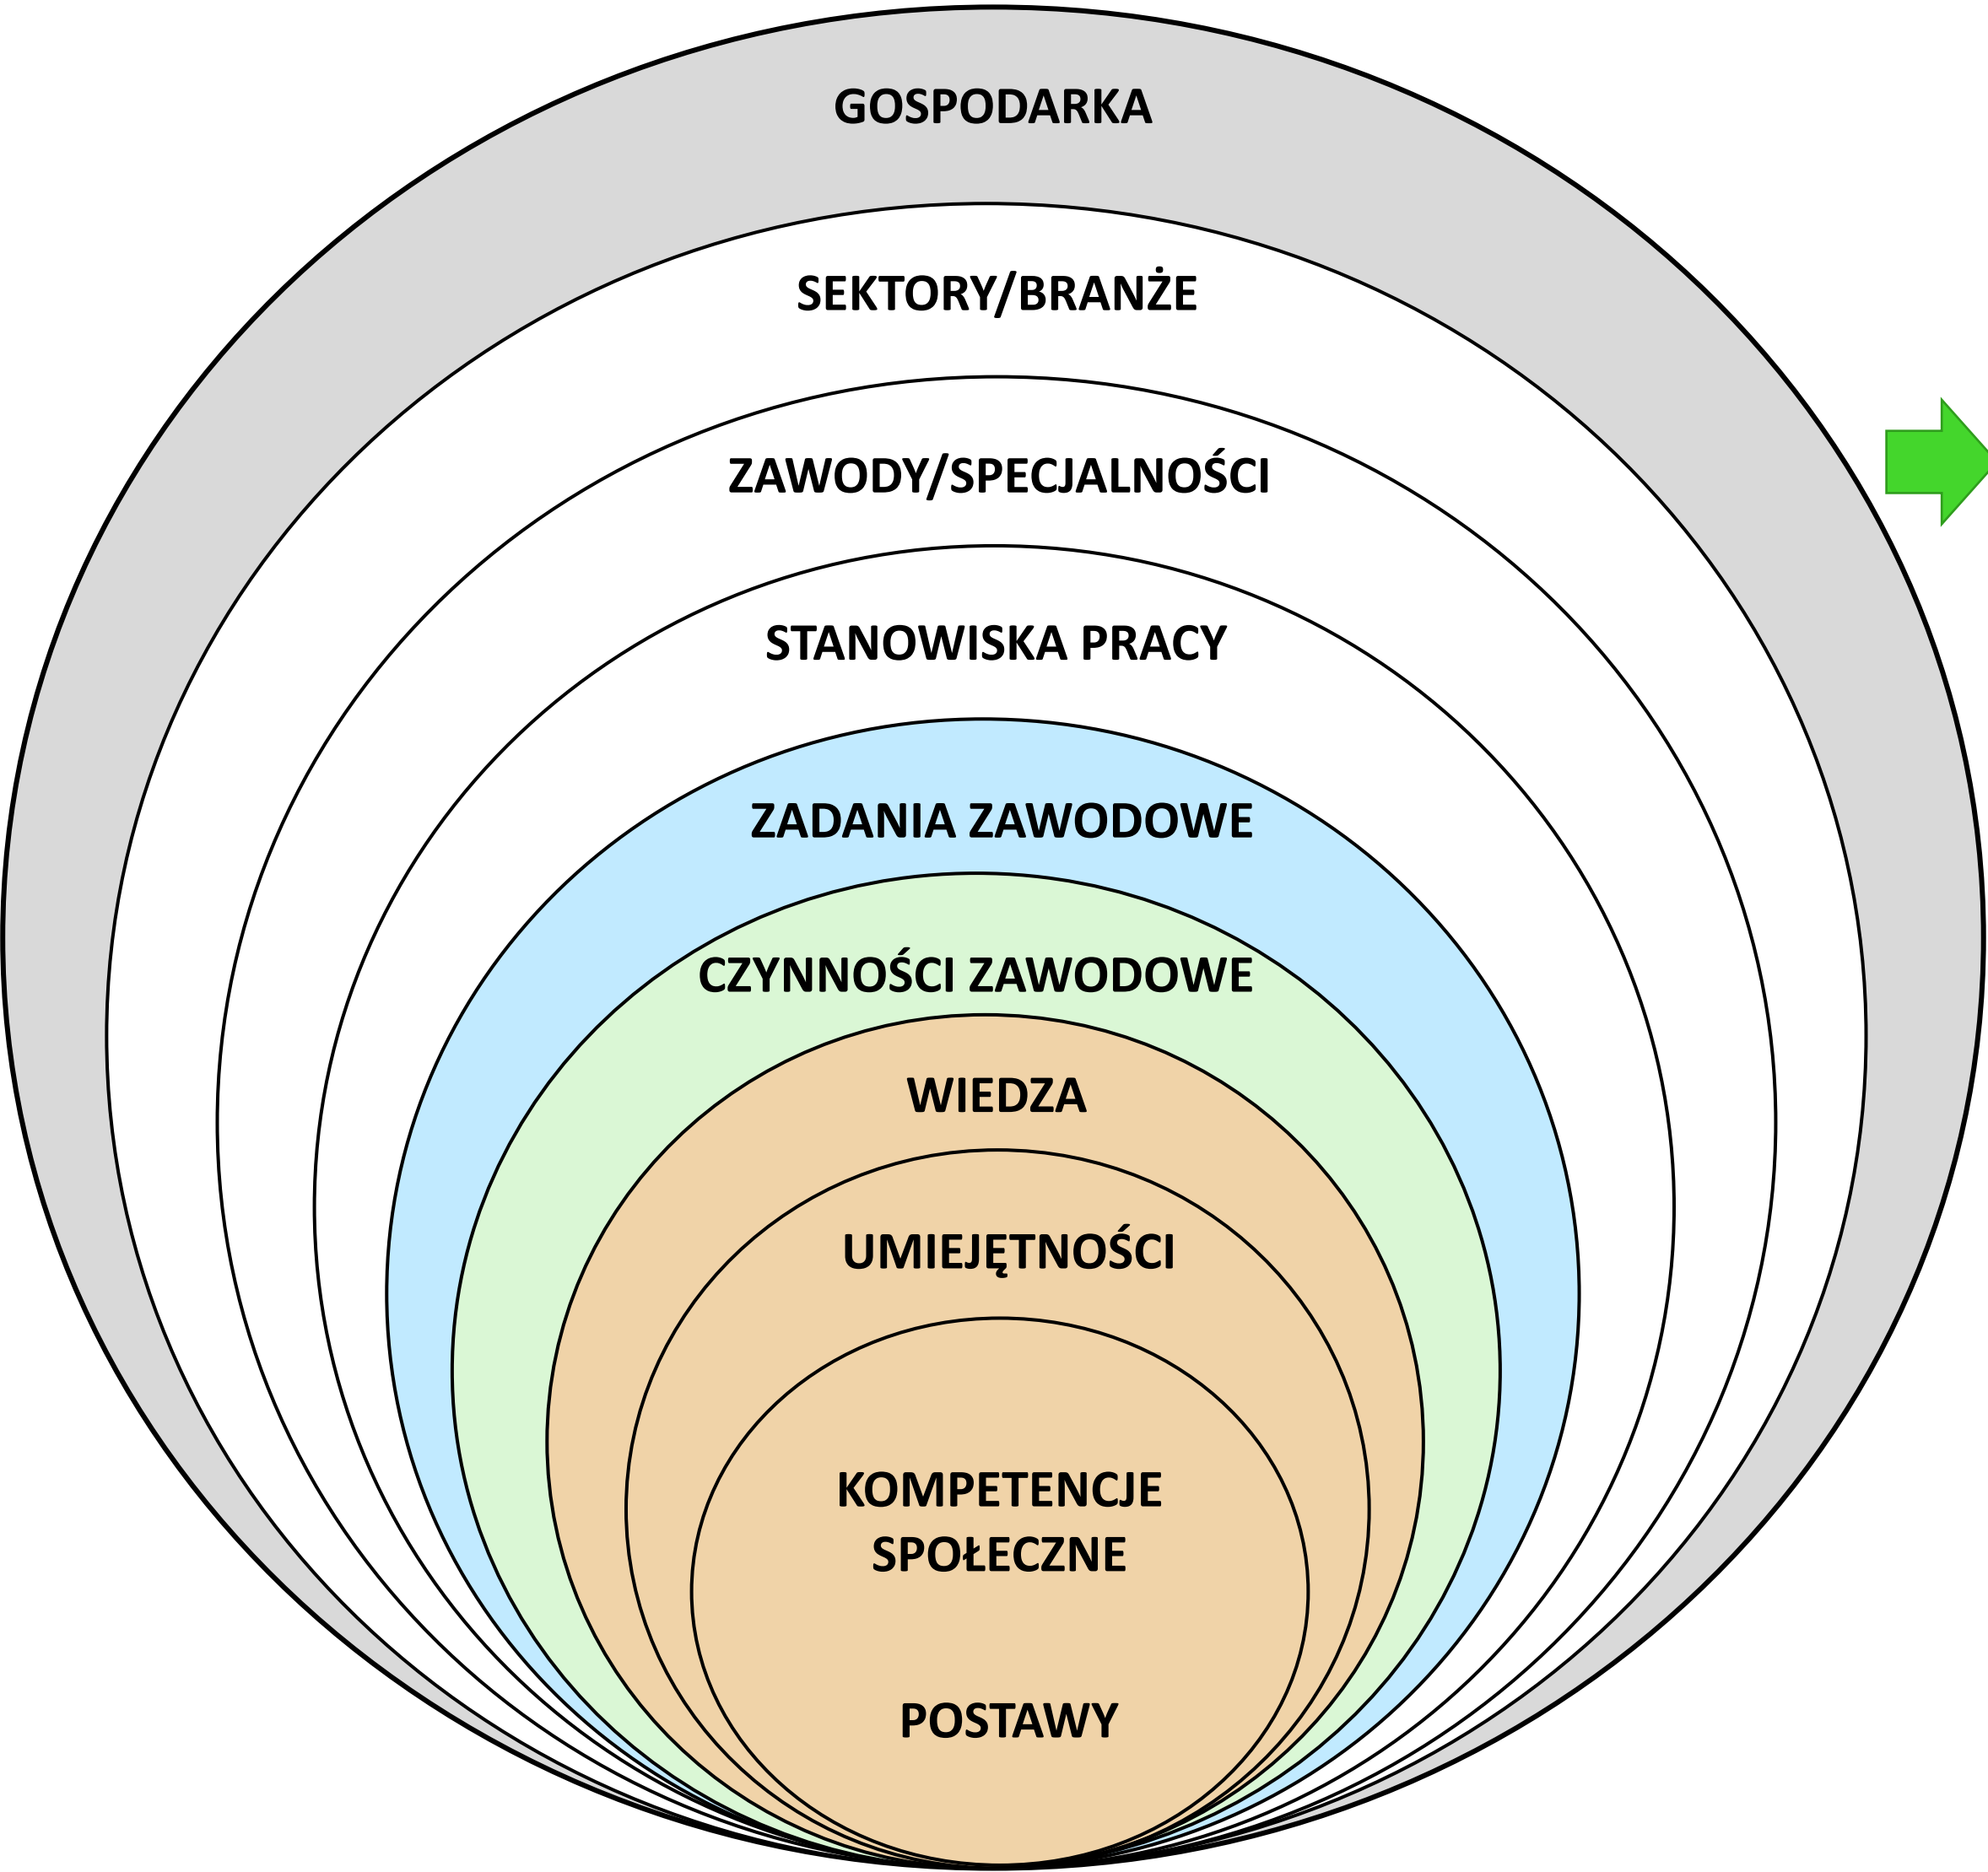 GOSPODARKA
SEKTORY/BRANŻE
ZAWODY/SPECJALNOŚCI
STANOWISKA PRACY
ZADANIA ZAWODOWE
CZYNNOŚCI ZAWODOWE
WIEDZA
UMIEJĘTNOŚCI
KOMPETENCJE
SPOŁECZNE
POSTAWY